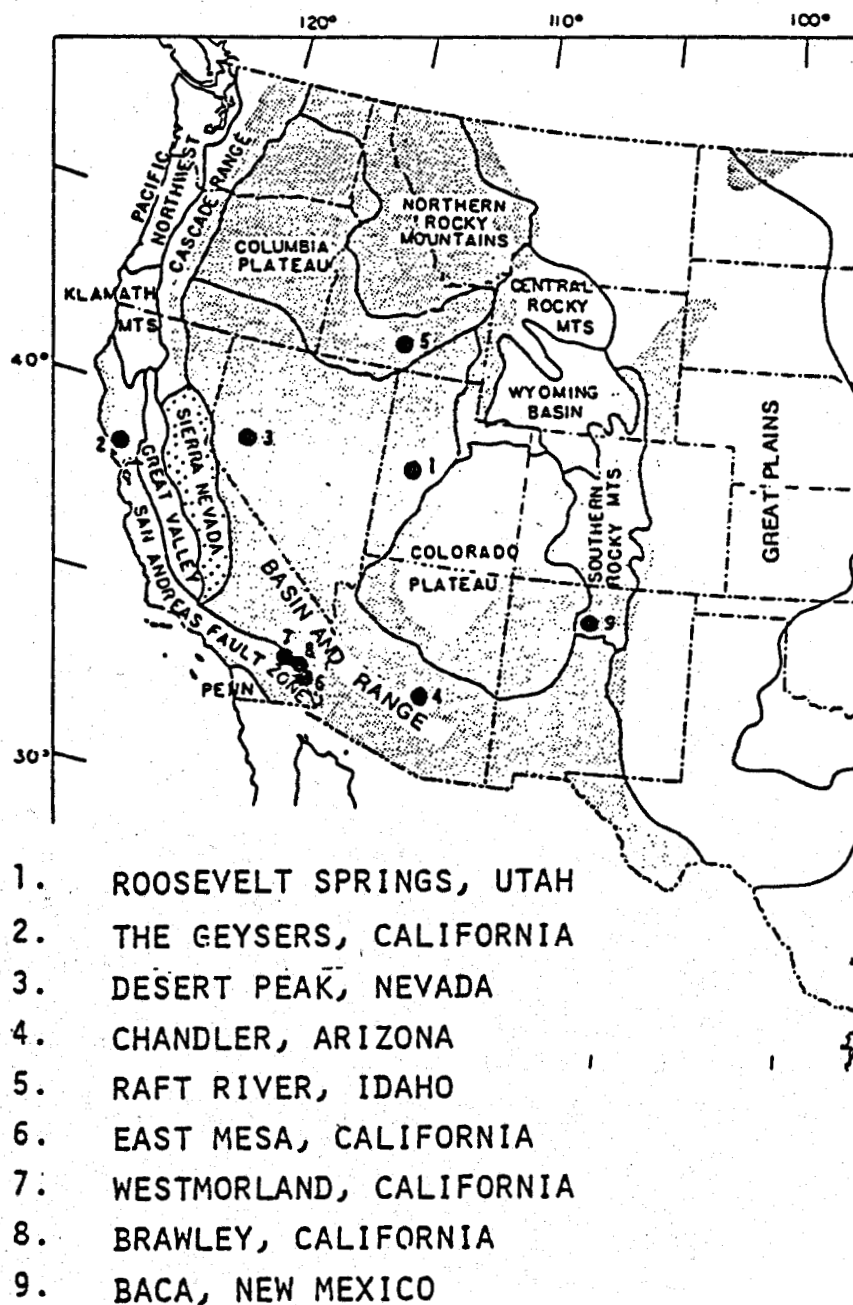 120° 110° 100°
PACIFIC
NORTHWEST
CASCADE RANGE
COLUMBIA
PLATEAU
NORTHERN
ROCKY
MOUNTAINS
KLAMATH
MTS
CENTRAL
ROCKY
MTS
5
40°
WYOMING
BASIN
2
GREAT VALLEY
SIERRA NEVADA
3
1
GREAT PLAINS
SAN ANDREAS FAULT ZONE
BASIN AND RANGE
COLORADO
PLATEAU
SOUTHERN
ROCKY MTS
9
7
8
6
4
PENN
30°
1. ROOSEVELT SPRINGS, UTAH
2. THE GEYSERS, CALIFORNIA
3. DESERT PEAK, NEVADA
4. CHANDLER, ARIZONA
5. RAFT RIVER, IDAHO
6. EAST MESA, CALIFORNIA
7. WESTMORLAND, CALIFORNIA
8. BRAWLEY, CALIFORNIA
9. BACA, NEW MEXICO